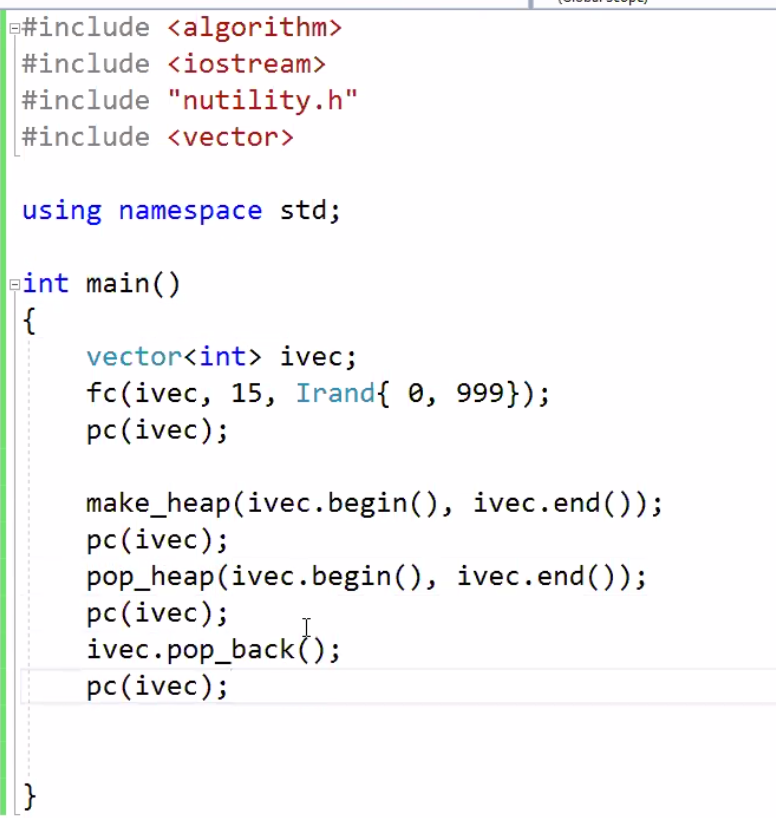 (Global Scope)
#include <algorithm>
#include <iostream>
#include "nutility.h"
#include <vector>
using namespace std;
int main()
{
vector<int> ivec;
fc(ivec, 15, Irand{ 0, 999});
pc(ivec);
make_heap(ivec.begin(), ivec.end());
pc(ivec);
pop_heap(ivec.begin(), ivec.end());
pc(ivec);
ivec.pop_back();
pc(ivec);
}